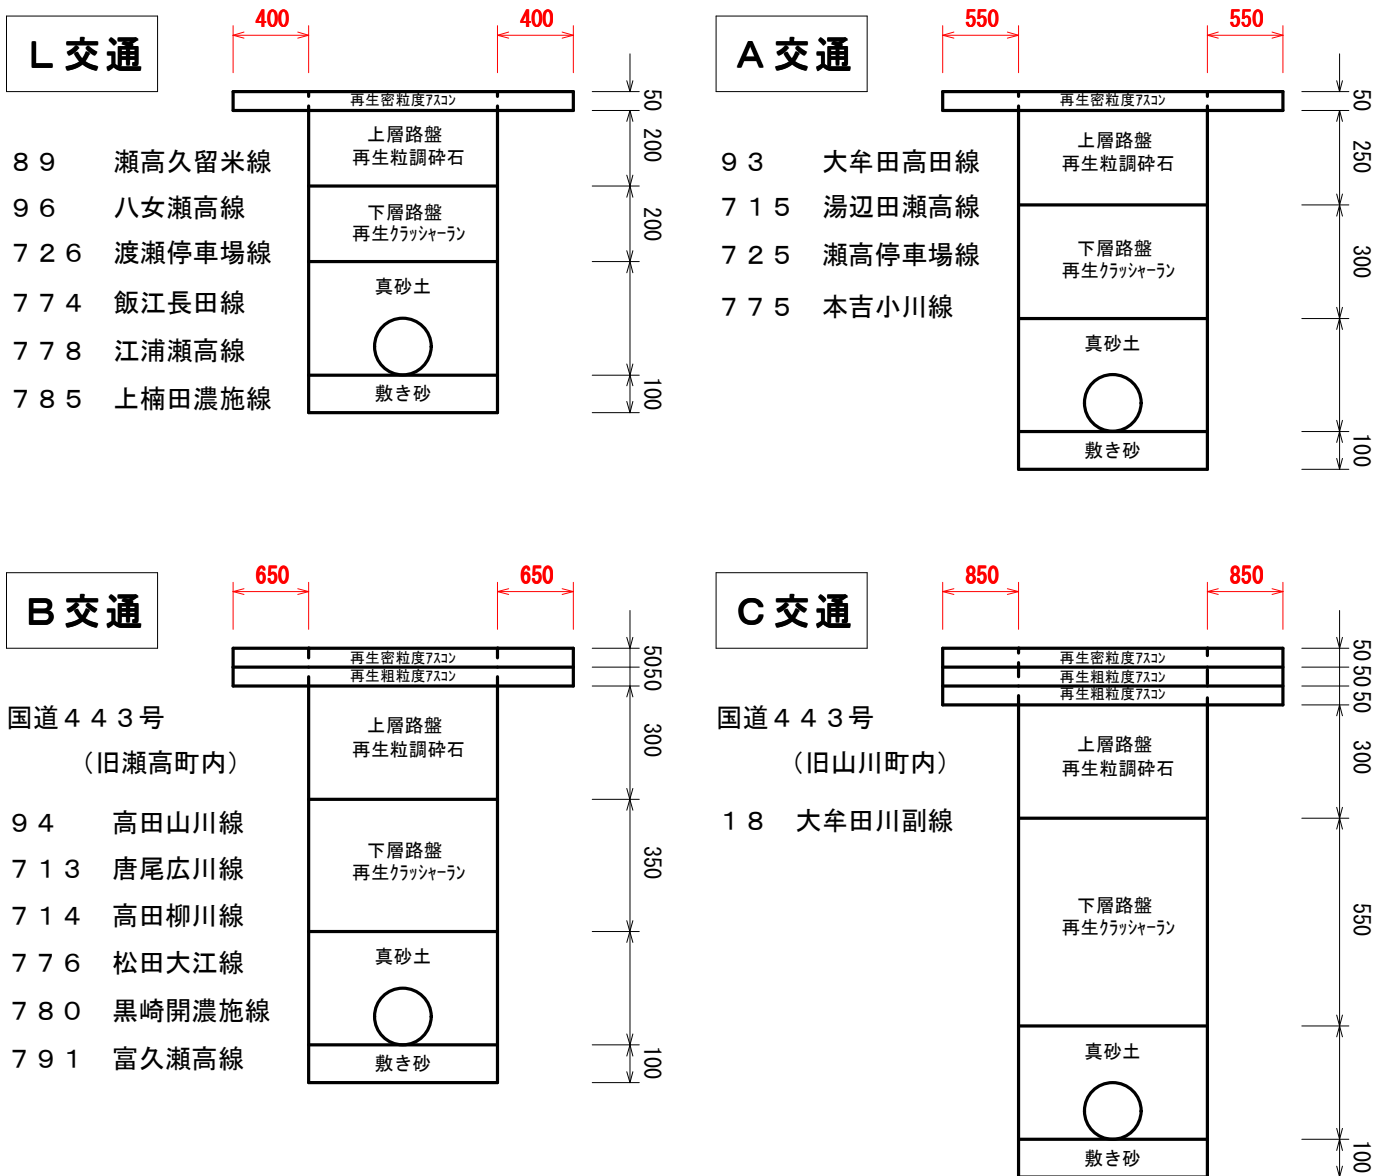 L交通
400
400
再生密粒度ｱｽｺﾝ
50
上層路盤
再生粒調砕石
200
下層路盤
再生ｸﾗｯｼｬｰﾗﾝ
200
真砂土
敷き砂
100
８９　瀬高久留米線
９６　八女瀬高線
７２６　渡瀬停車場線
７７４　飯江長田線
７７８　江浦瀬高線
７８５　上楠田濃施線
A交通
550
550
再生密粒度ｱｽｺﾝ
50
上層路盤
再生粒調砕石
250
下層路盤
再生ｸﾗｯｼｬｰﾗﾝ
300
真砂土
敷き砂
100
９３　大牟田高田線
７１５　湯辺田瀬高線
７２５　瀬高停車場線
７７５　本吉小川線
B交通
650
650
再生密粒度ｱｽｺﾝ
50
再生粗粒度ｱｽｺﾝ
50
上層路盤
再生粒調砕石
300
下層路盤
再生ｸﾗｯｼｬｰﾗﾝ
350
真砂土
敷き砂
100
国道４４３号
（旧瀬高町内）
９４　高田山川線
７１３　唐尾広川線
７１４　高田柳川線
７７６　松田大江線
７８０　黒崎開濃施線
７９１　富久瀬高線
C交通
850
850
再生密粒度ｱｽｺﾝ
50
再生粗粒度ｱｽｺﾝ
50
再生粗粒度ｱｽｺﾝ
50
上層路盤
再生粒調砕石
300
下層路盤
再生ｸﾗｯｼｬｰﾗﾝ
550
真砂土
敷き砂
100
国道４４３号
（旧山川町内）
１８　大牟田川副線